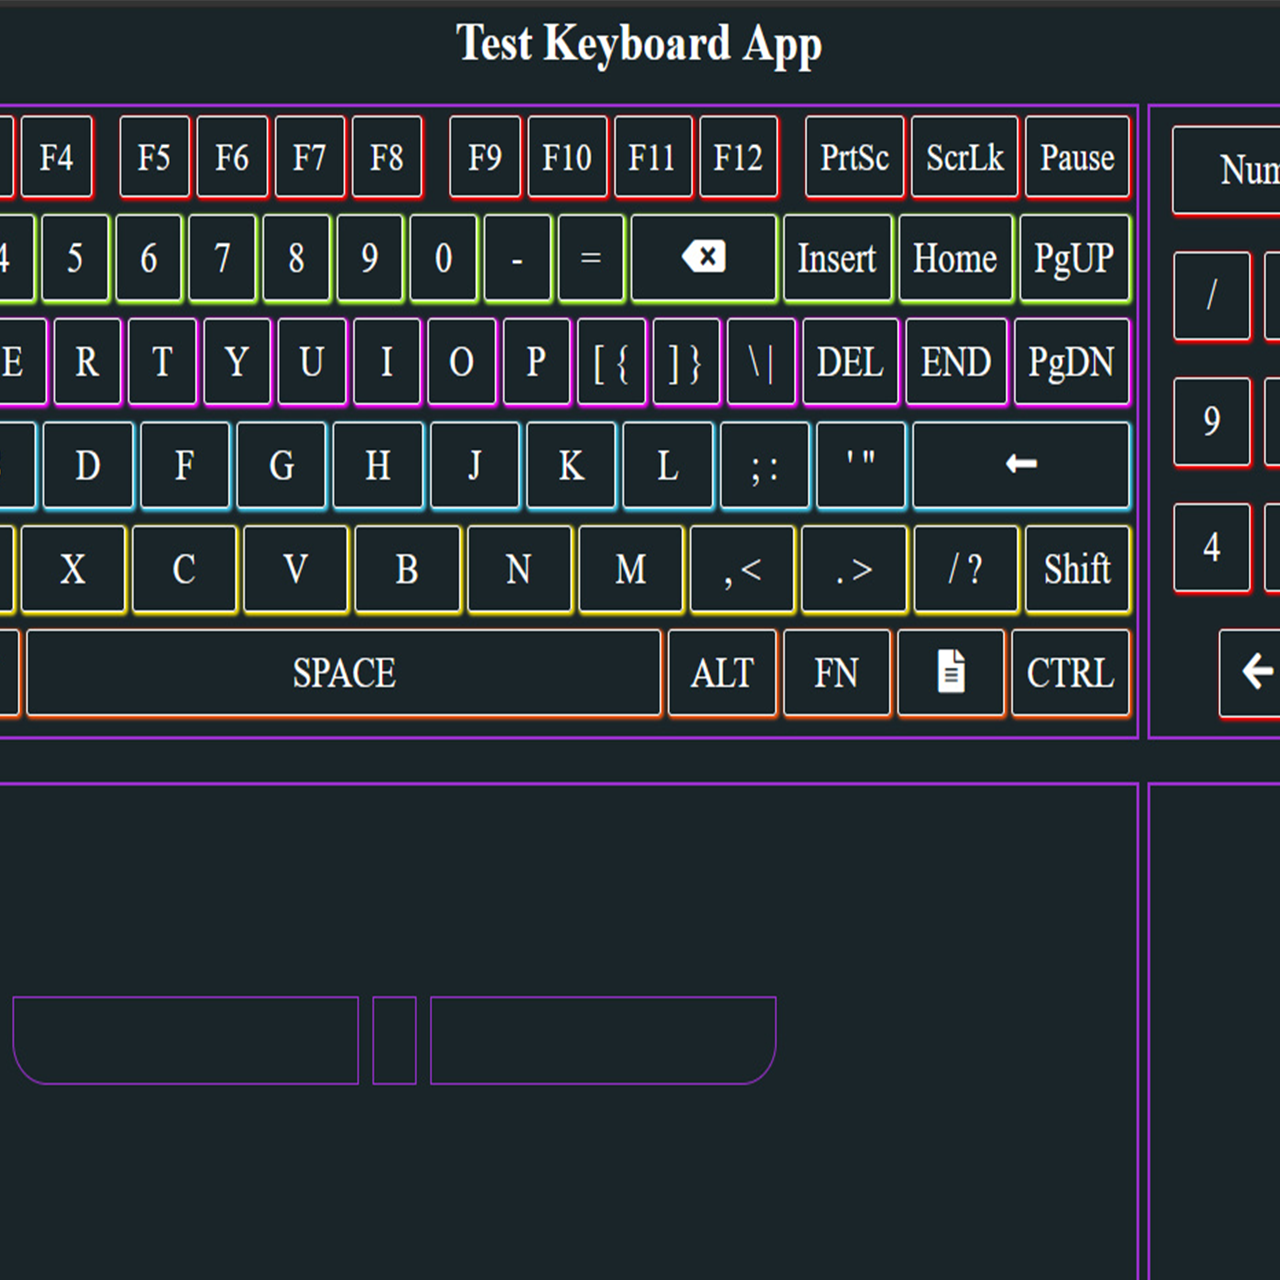 Test Keyboard App
F4 F5 F6 F7 F8 F9 F10 F11 F12 PrtSc ScrLk Pause
4 5 6 7 8 9 0 - = Insert Home PgUP
E R T Y U I O P [ { ] } \ | DEL END PgDN
D F G H J K L ; : ' "
X C V B N M , < . > / ? Shift
SPACE ALT FN CTRL
Num
/
9
4